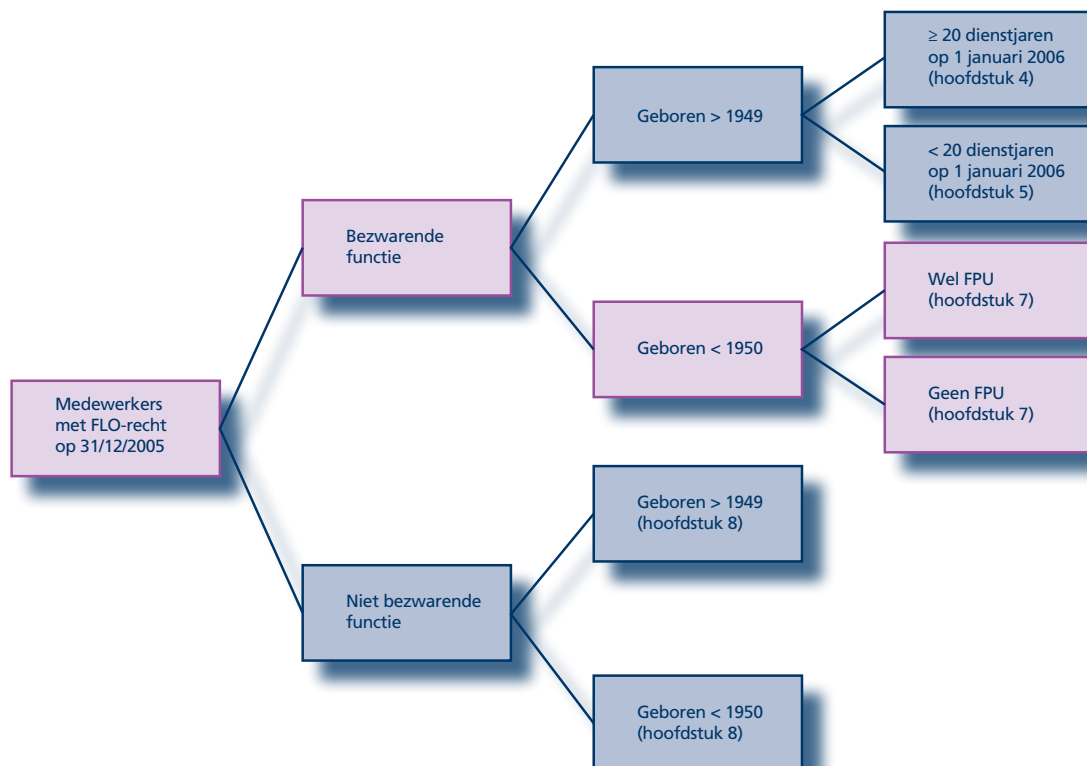 Medewerkers
met FLO-recht
op 31/12/2005
Bezwarende
functie
Geboren > 1949
≥ 20 dienstjaren
op 1 januari 2006
(hoofdstuk 4)
< 20 dienstjaren
op 1 januari 2006
(hoofdstuk 5)
Geboren < 1950
Wel FPU
(hoofdstuk 7)
Geen FPU
(hoofdstuk 7)
Niet bezwarende
functie
Geboren > 1949
(hoofdstuk 8)
Geboren < 1950
(hoofdstuk 8)